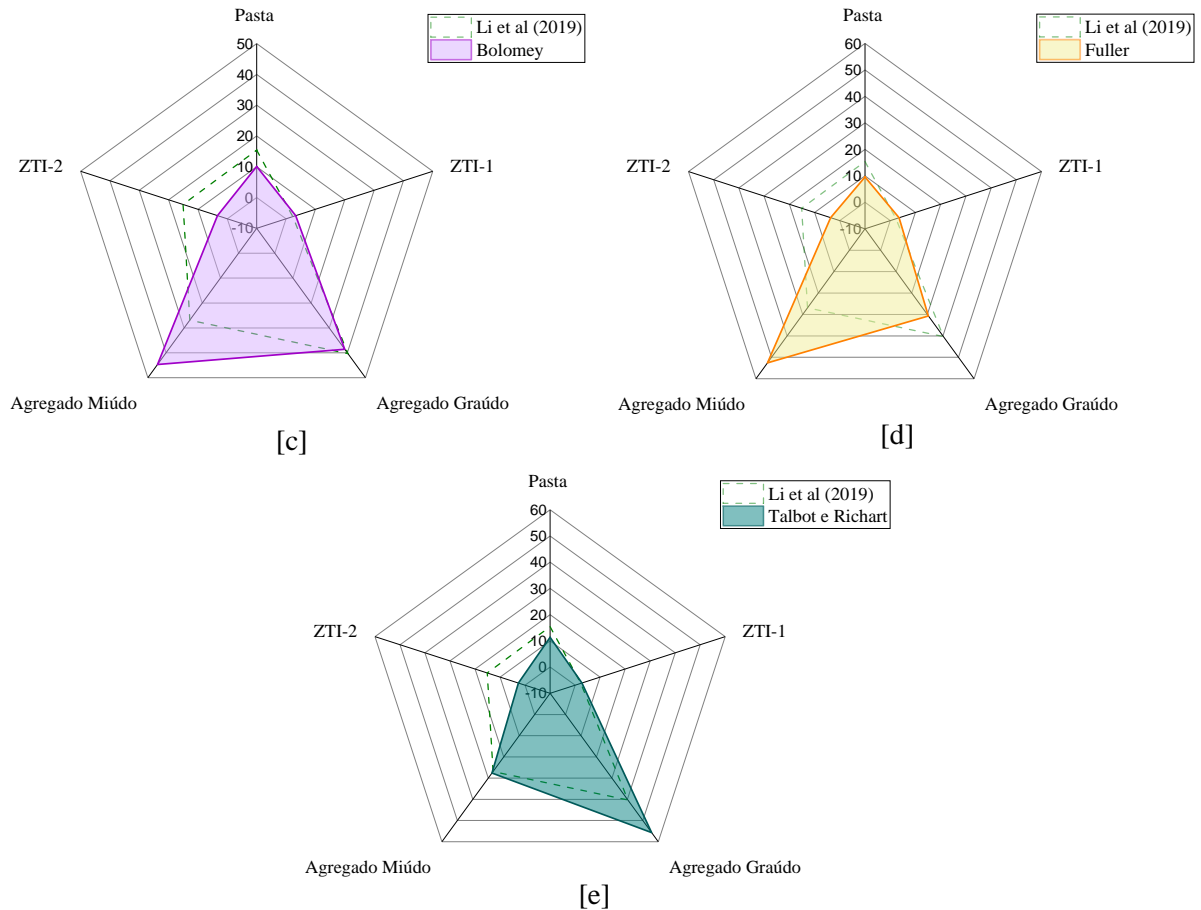 Pasta
Li et al (2019)
Bolomey
50
40
30
20
10
0
-10
ZTI-2
ZTI-1
Agregado Miúdo
Agregado Graúdo
[c]
Pasta
Li et al (2019)
Fuller
60
50
40
30
20
10
0
-10
ZTI-2
ZTI-1
Agregado Miúdo
Agregado Graúdo
[d]
Pasta
Li et al (2019)
Talbot e Richart
60
50
40
30
20
10
0
-10
ZTI-2
ZTI-1
Agregado Miúdo
Agregado Graúdo
[e]